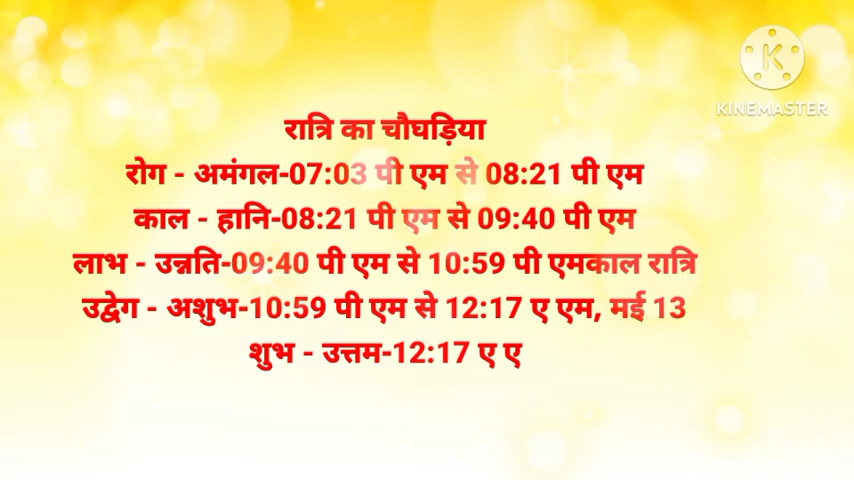 KINEMASTER
रात्रि का चौघड़िया
रोग - अमंगल-07:03 पी एम से 08:21 पी एम
काल - हानि-08:21 पी एम से 09:40 पी एम
लाभ - उन्नति-09:40 पी एम से 10:59 पी एमकाल रात्रि
उद्वेग - अशुभ-10:59 पी एम से 12:17 ए एम, मई 13
शुभ - उत्तम-12:17 ए ए